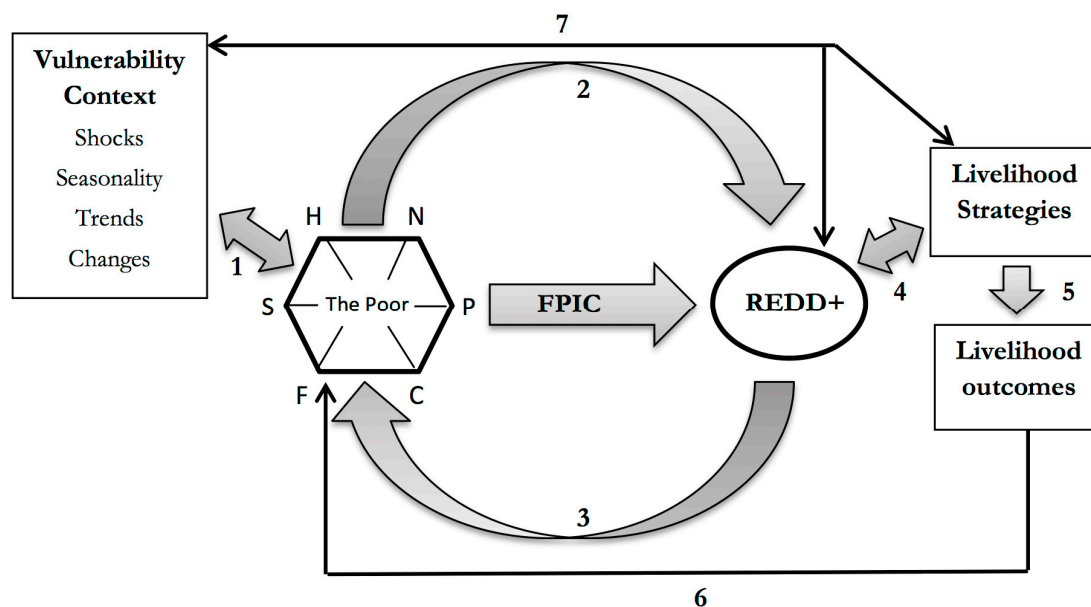 7
Vulnerability
Context
Shocks
Seasonality
Trends
Changes
2
Livelihood
Strategies
H N
1
S The Poor P
FPIC
REDD+
4
5
Livelihood
outcomes
F C
3
6